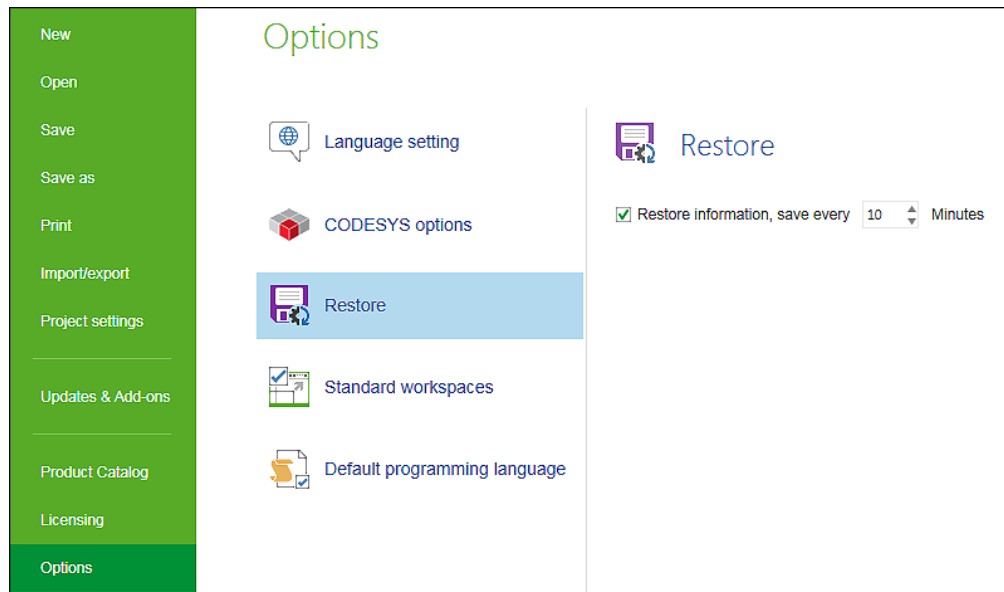 New
Open
Save
Save as
Print
Import/export
Project settings
Updates & Add-ons
Product Catalog
Licensing
Options
Options
Language setting
CODESYS options
Restore
Standard workspaces
Default programming language
Restore
Restore information, save every 10 Minutes